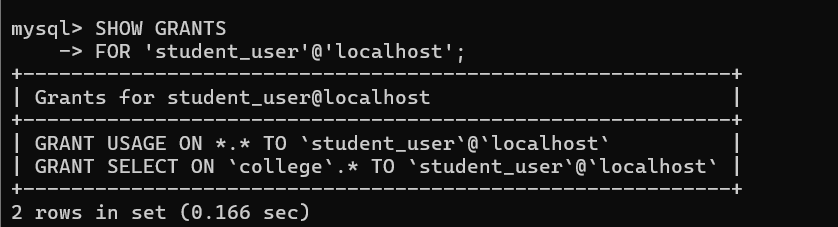 mysql> SHOW GRANTS
    -> FOR 'student_user'@'localhost';
+-----------------------------------------------------------+
| Grants for student_user@localhost                         |
+-----------------------------------------------------------+
| GRANT USAGE ON *.* TO `student_user`@`localhost`          |
| GRANT SELECT ON `college`.* TO `student_user`@`localhost` |
+-----------------------------------------------------------+
2 rows in set (0.166 sec)